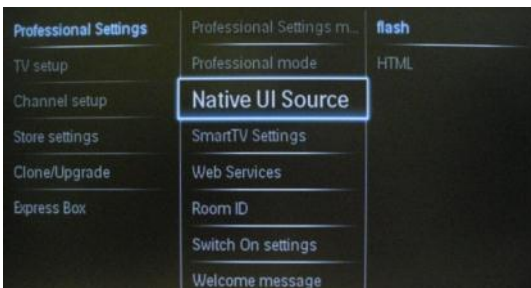 Professional Settings
TV setup
Channel setup
Store settings
Clone/Upgrade
Express Box
Professional Settings m...
Professional mode
Native UI Source
SmartTV Settings
Web Services
Room ID
Switch On settings
Welcome message
flash
HTML